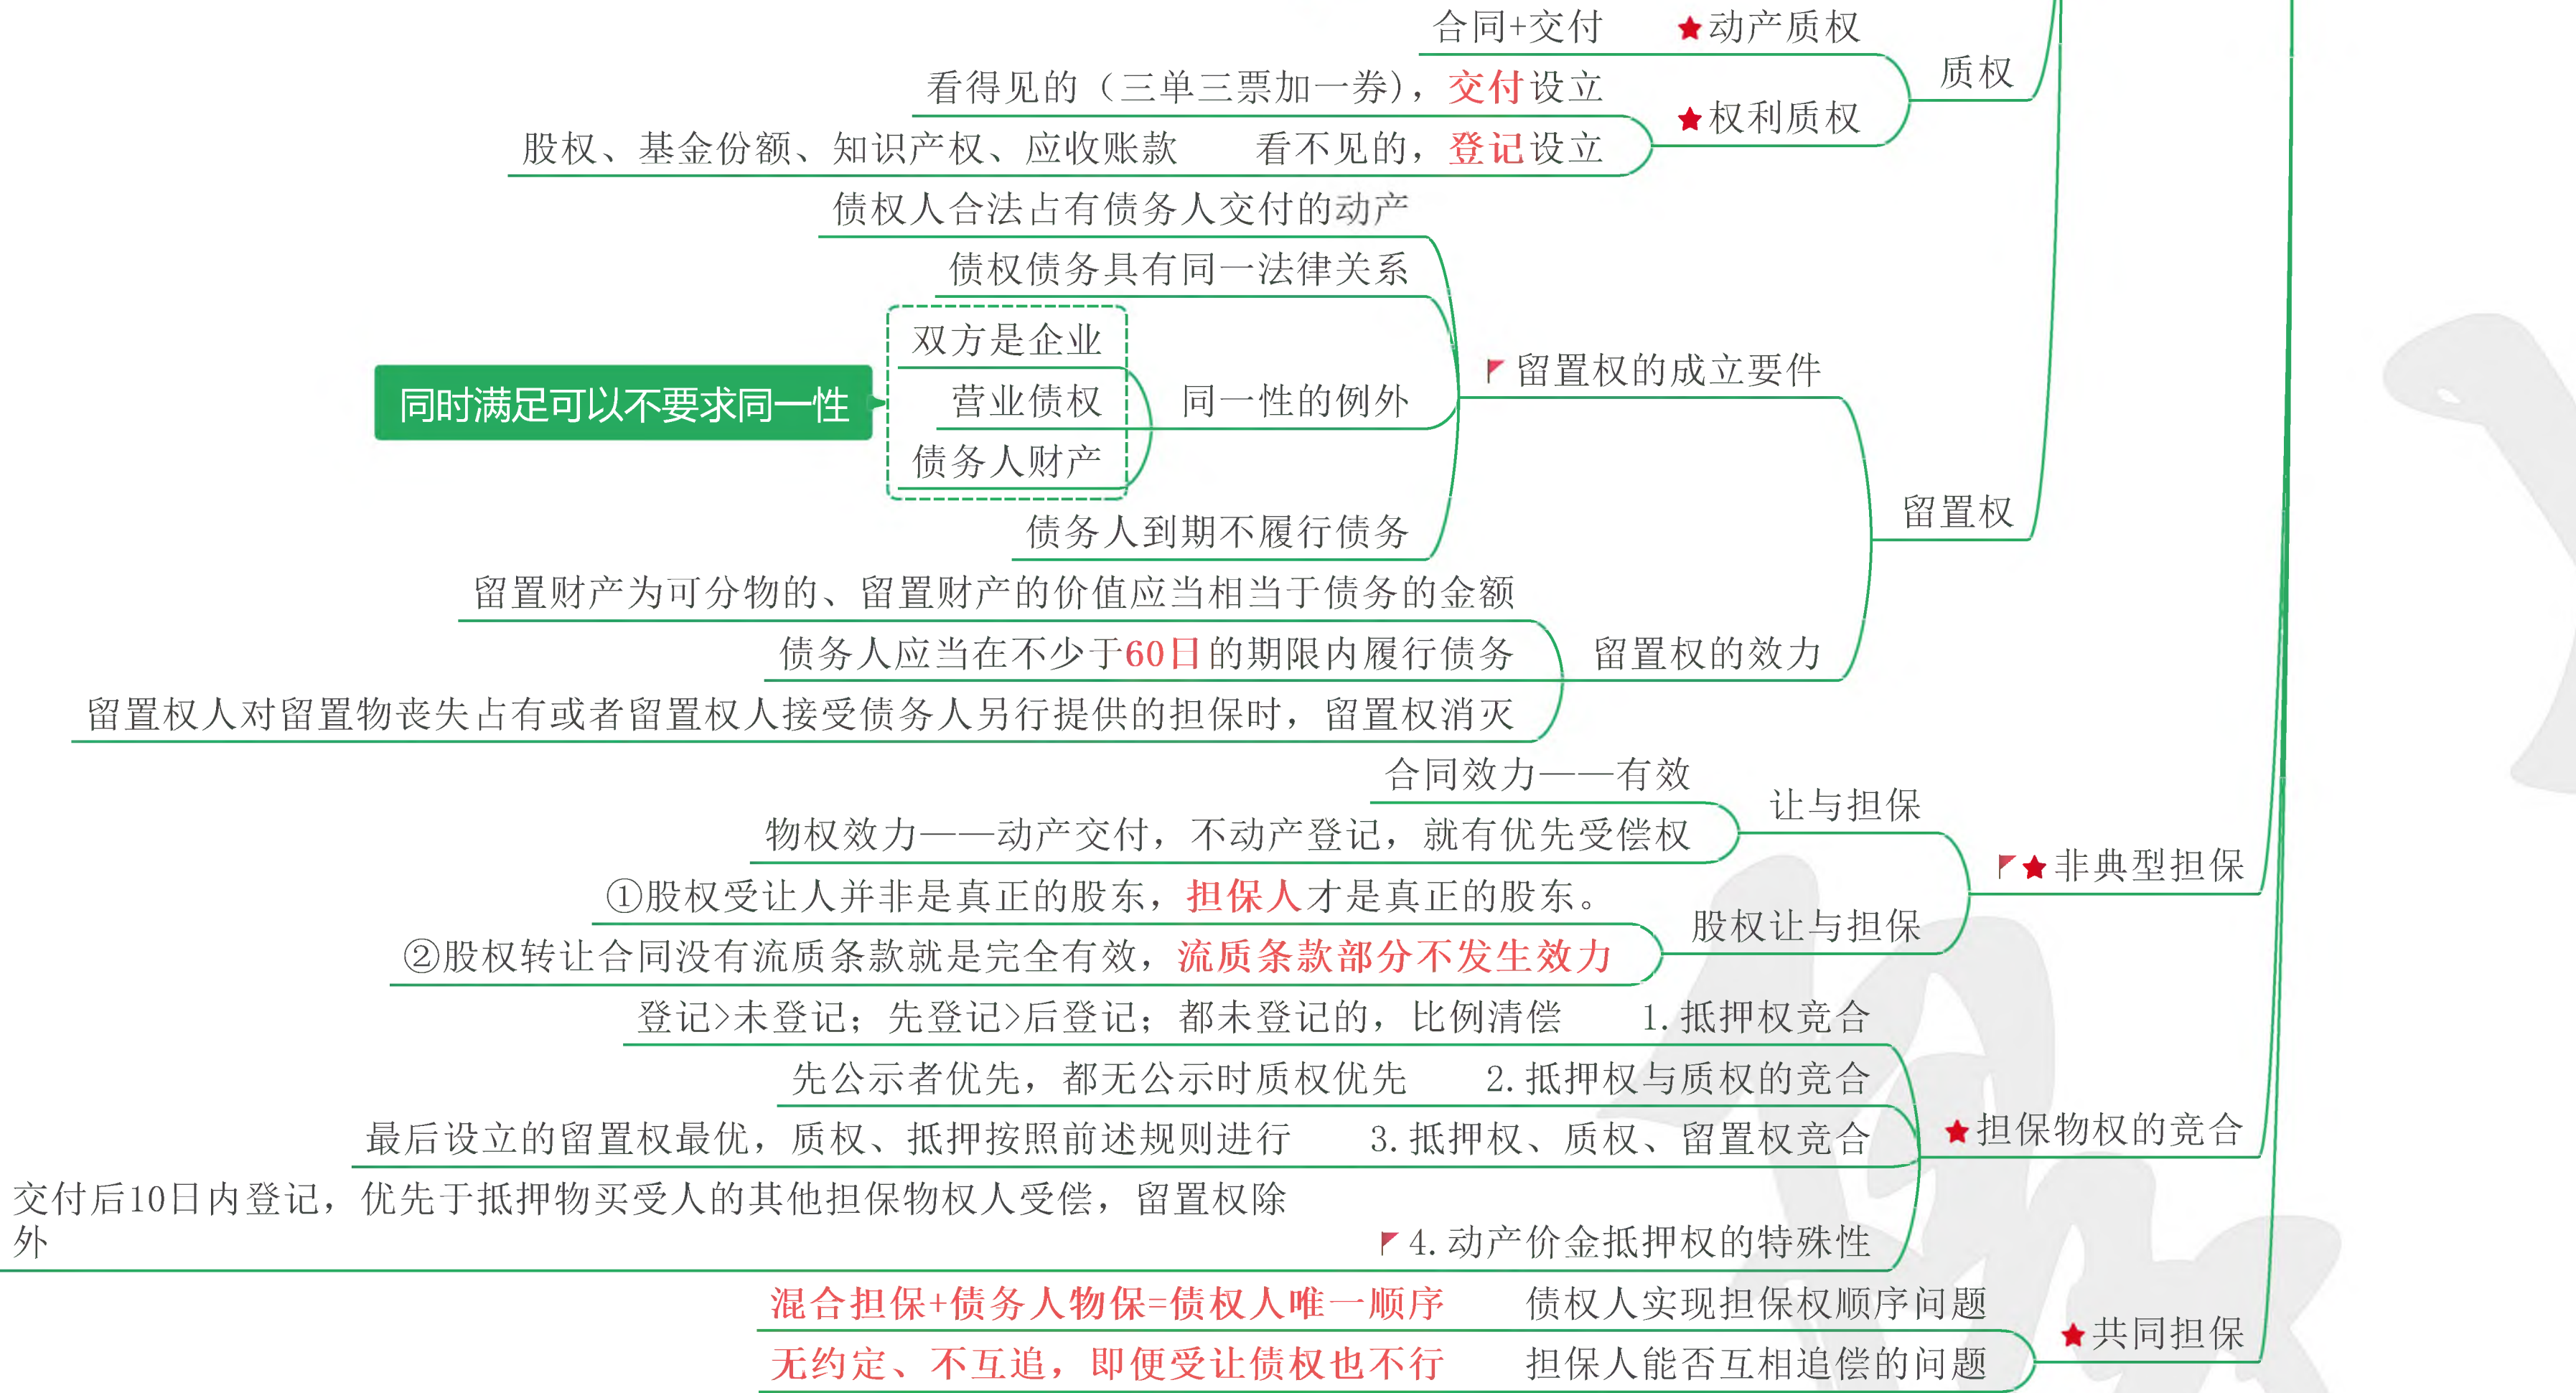 合同+交付
动产质权
质权
看得见的（三单三票加一券），交付设立
权利质权
股权、基金份额、知识产权、应收账款
看不见的，登记设立
债权人合法占有债务人交付的动产
债权债务具有同一法律关系
双方是企业
留置权的成立要件
同时满足可以不要求同一性
营业债权
同一性的例外
债务人财产
留置权
债务人到期不履行债务
留置财产为可分物的、留置财产的价值应当相当于债务的金额
债务人应当在不少于60日的期限内履行债务
留置权的效力
留置权人对留置物丧失占有或者留置权人接受债务人另行提供的担保时，留置权消灭
合同效力——有效
让与担保
物权效力——动产交付，不动产登记，就有优先受偿权
非典型担保
①股权受让人并非是真正的股东，担保人才是真正的股东。
股权让与担保
②股权转让合同没有流质条款就是完全有效，流质条款部分不发生效力
登记>未登记；先登记>后登记；都未登记的，比例清偿
1.抵押权竞合
先公示者优先，都无公示时质权优先
2.抵押权与质权的竞合
最后设立的留置权最优，质权、抵押按照前述规则进行
3.抵押权、质权、留置权竞合
担保物权的竞合
交付后10日内登记，优先于抵押物买受人的其他担保物权人受偿，留置权除
外
4.动产价金抵押权的特殊性
混合担保+债务人物保=债权人唯一顺序
债权人实现担保权顺序问题
共同担保
无约定、不互追，即便受让债权也不行
担保人能否互相追偿的问题